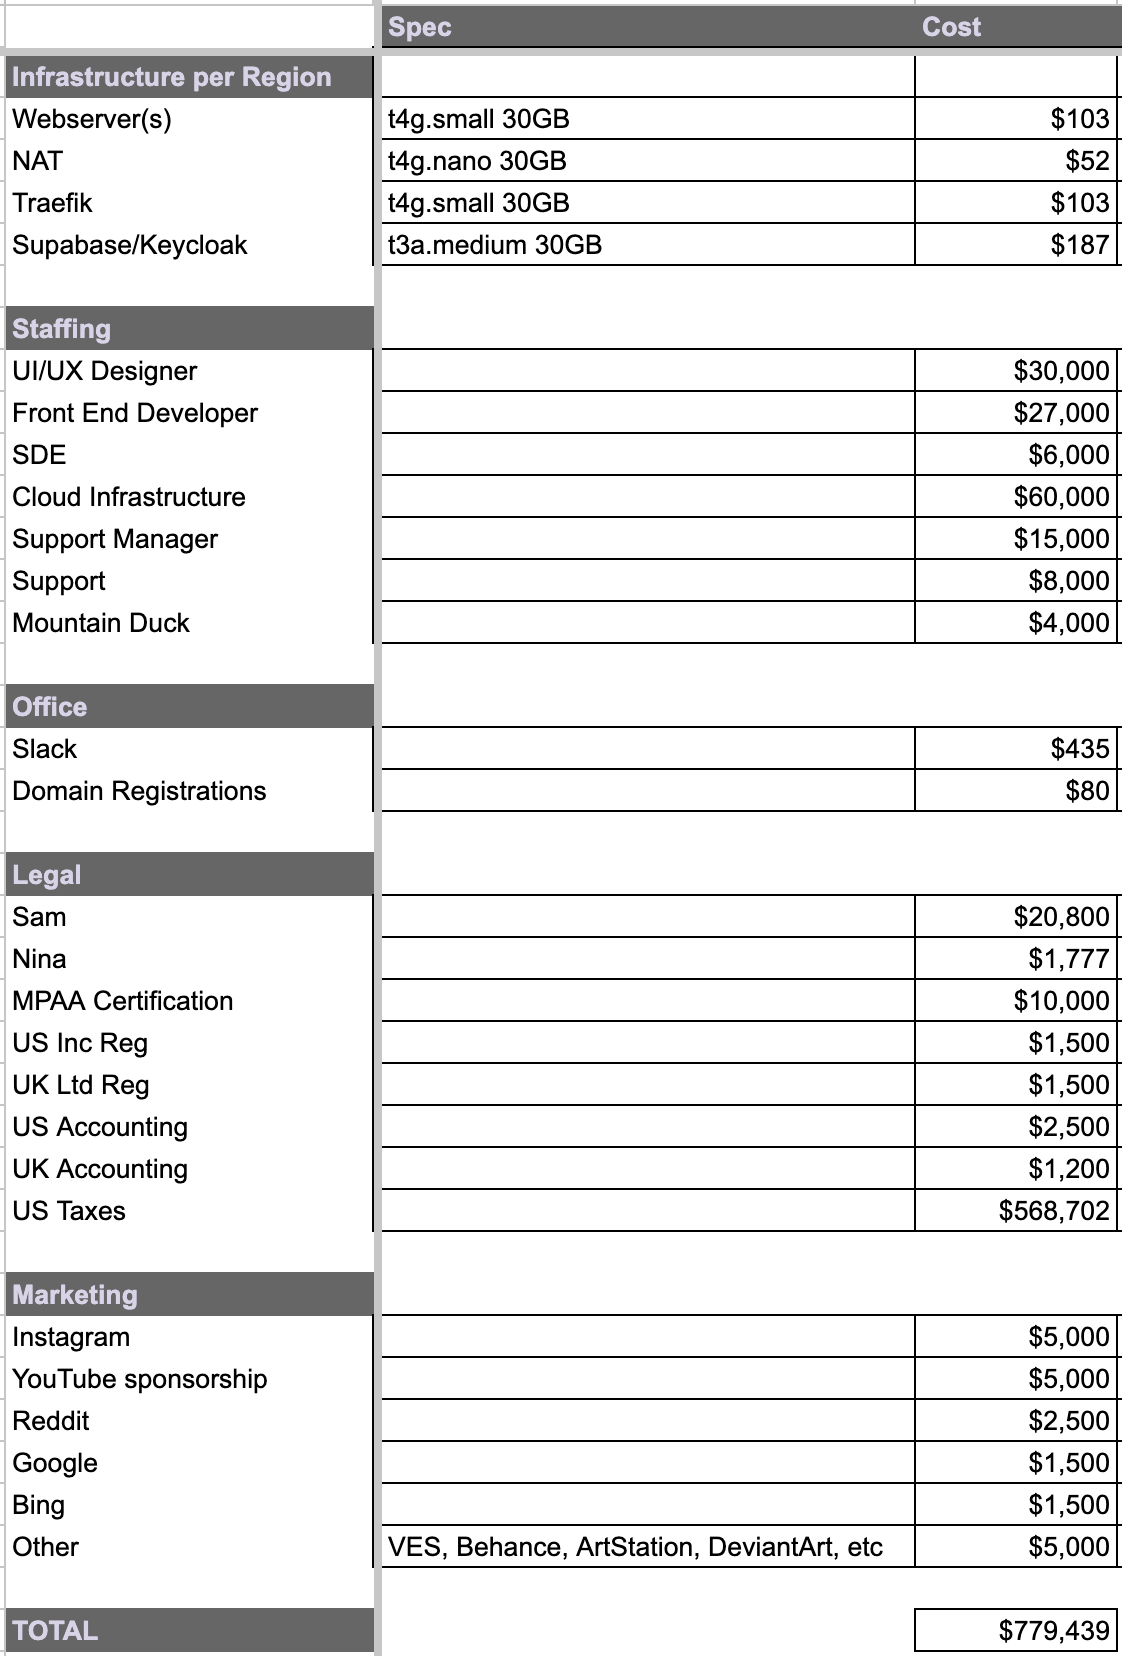 Spec Cost
Infrastructure per Region
Webserver(s) t4g.small 30GB $103
NAT t4g.nano 30GB $52
Traefik t4g.small 30GB $103
Supabase/Keycloak t3a.medium 30GB $187
Staffing
UI/UX Designer $30,000
Front End Developer $27,000
SDE $6,000
Cloud Infrastructure $60,000
Support Manager $15,000
Support $8,000
Mountain Duck $4,000
Office
Slack $435
Domain Registrations $80
Legal
Sam $20,800
Nina $1,777
MPAA Certification $10,000
US Inc Reg $1,500
UK Ltd Reg $1,500
US Accounting $2,500
UK Accounting $1,200
US Taxes $568,702
Marketing
Instagram $5,000
YouTube sponsorship $5,000
Reddit $2,500
Google $1,500
Bing $1,500
Other VES, Behance, ArtStation, DeviantArt, etc $5,000
TOTAL $779,439